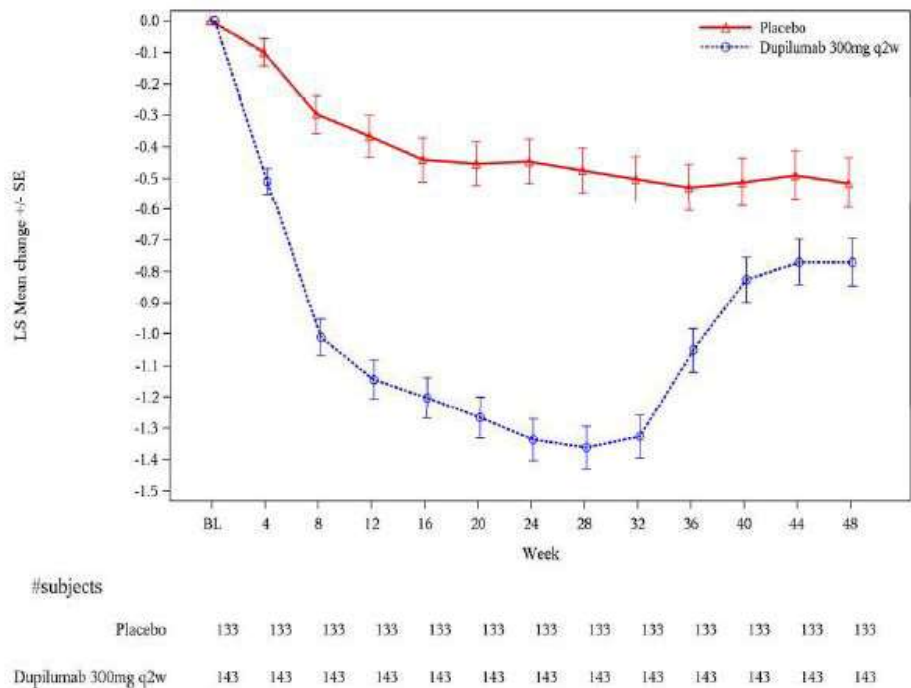 0.0
-0.1
-0.2
-0.3
-0.4
-0.5
-0.6
-0.7
-0.8
-0.9
-1.0
-1.1
-1.2
-1.3
-1.4
-1.5
LS Mean change +/- SE
Placebo
Dupilumab 300mg q2w
BL 4 8 12 16 20 24 28 32 36 40 44 48
Week
#subjects
Placebo 133 133 133 133 133 133 133 133 133 133 133 133 133
Dupilumab 300mg q2w 143 143 143 143 143 143 143 143 143 143 143 143 143